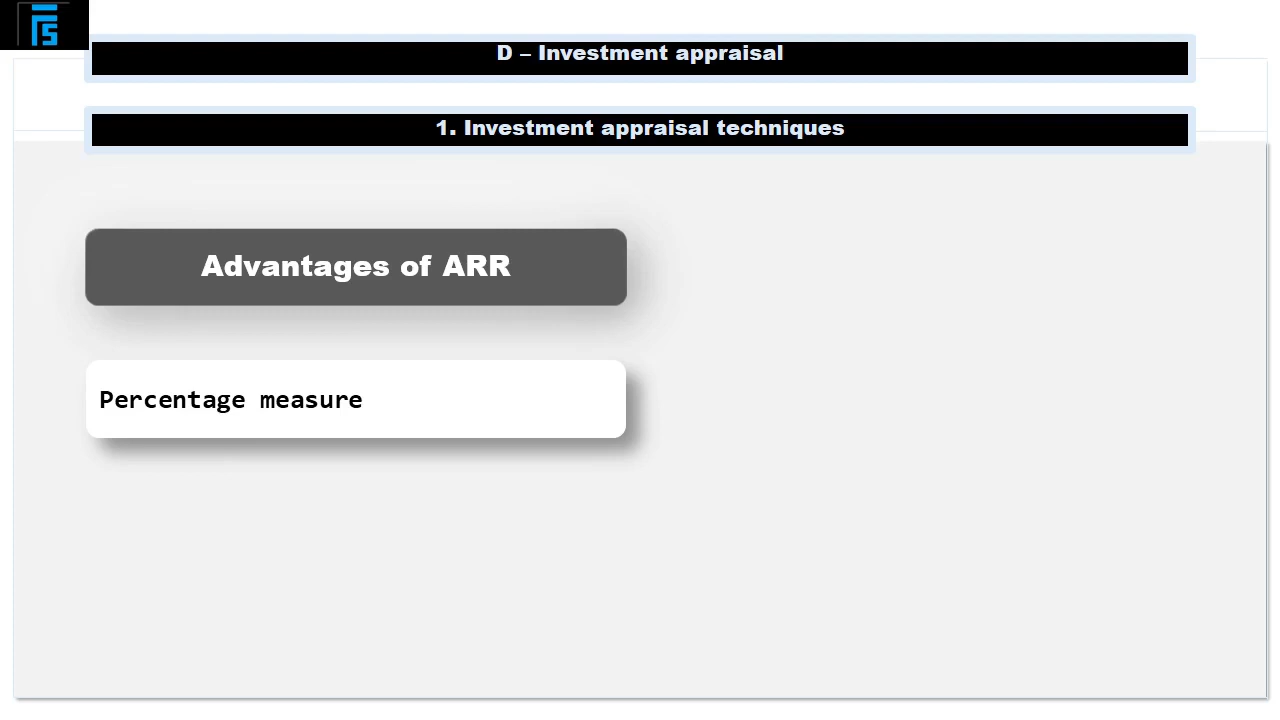 D – Investment appraisal
1. Investment appraisal techniques
Advantages of ARR
Percentage measure